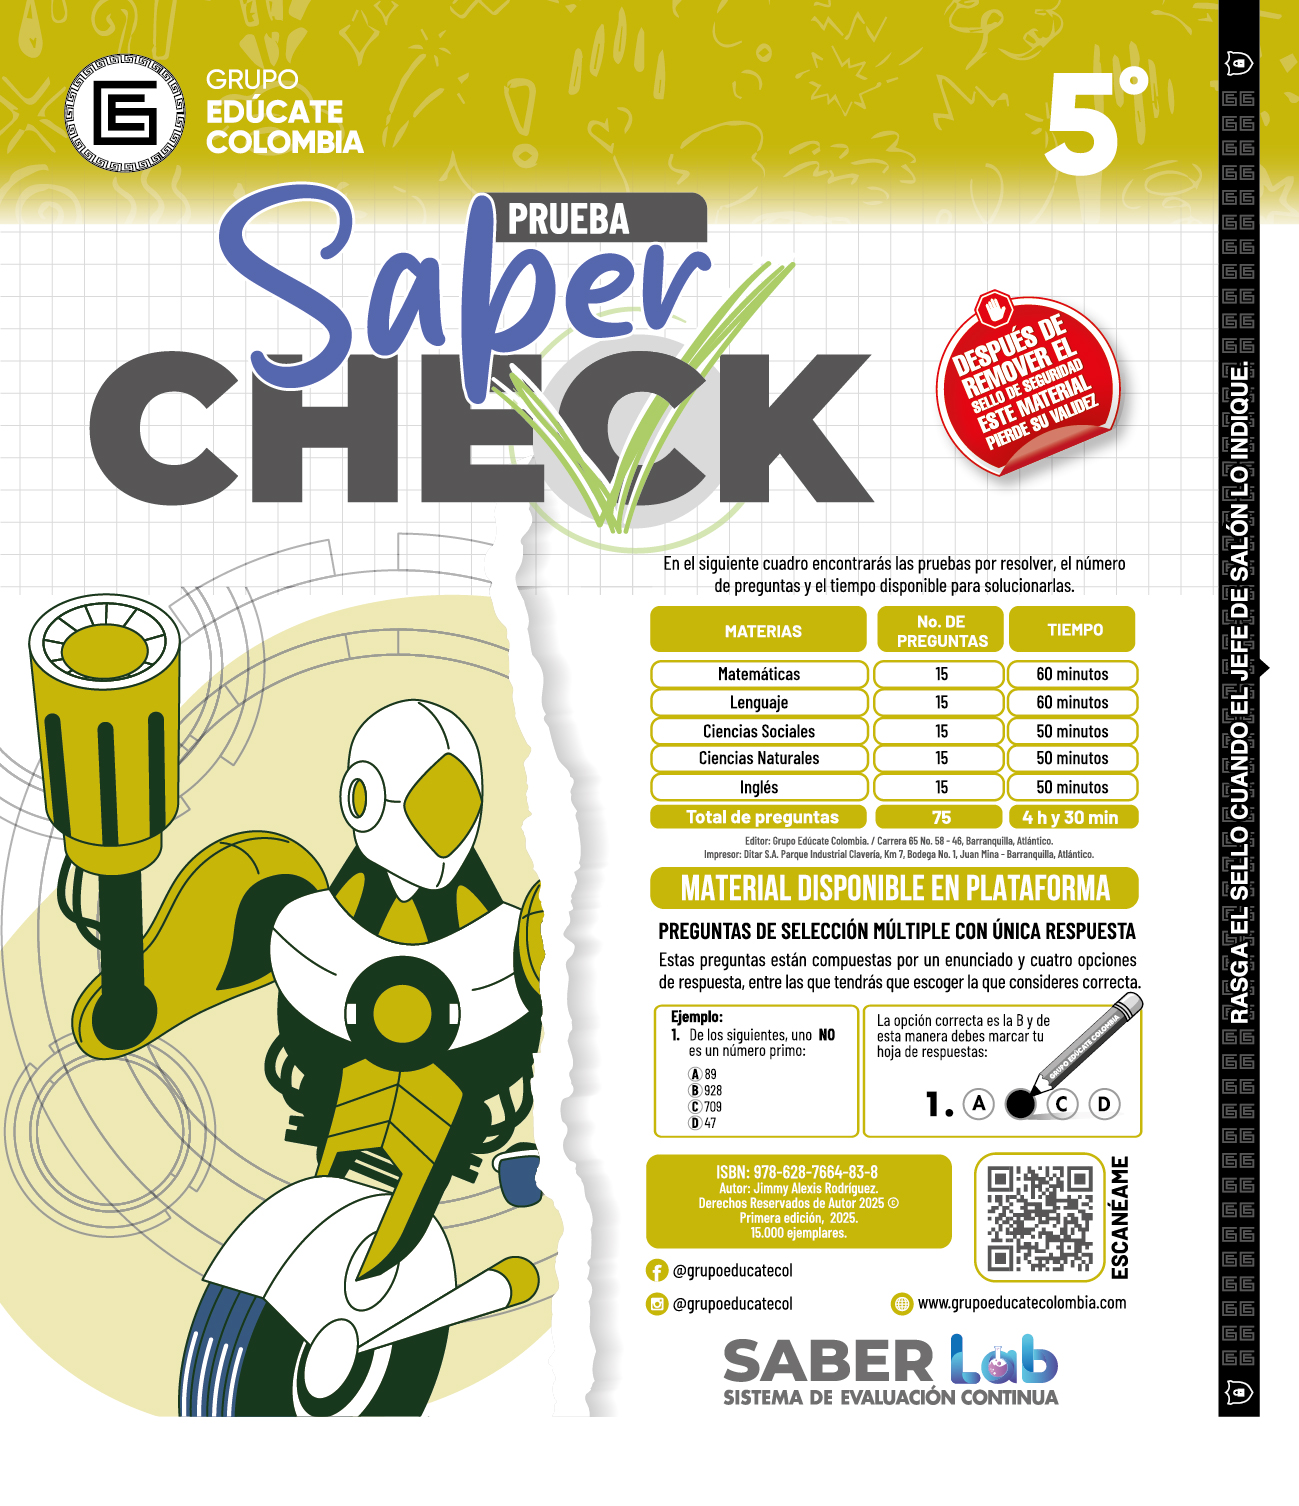 GRUPO
EDÚCATE
COLOMBIA
5°
PRUEBA
Saber
CHECK
DESPUÉS DE
REMOVER EL
SELLO DE SEGURIDAD
ESTE MATERIAL
PIERDE SU VALIDEZ
RASGA EL SELLO CUANDO EL JEFE DE SALÓN LO INDIQUE.
En el siguiente cuadro encontrarás las pruebas por resolver, el número
de preguntas y el tiempo disponible para solucionarlas.
MATERIAS No. DE PREGUNTAS TIEMPO
Matemáticas 15 60 minutos
Lenguaje 15 60 minutos
Ciencias Sociales 15 50 minutos
Ciencias Naturales 15 50 minutos
Inglés 15 50 minutos
Total de preguntas 75 4 h y 30 min
Editor: Grupo Edúcate Colombia. / Carrera 65 No. 58 - 46, Barranquilla, Atlántico.
Impresor: Ditar S.A. Parque Industrial Clavería, Km 7, Bodega No. 1, Juan Mina - Barranquilla, Atlántico.
MATERIAL DISPONIBLE EN PLATAFORMA
PREGUNTAS DE SELECCIÓN MÚLTIPLE CON ÚNICA RESPUESTA
Estas preguntas están compuestas por un enunciado y cuatro opciones
de respuesta, entre las que tendrás que escoger la que consideres correcta.
Ejemplo:
1. De los siguientes, uno NO
es un número primo:
A 89
B 928
C 709
D 47
La opción correcta es la B y de
esta manera debes marcar tu
hoja de respuestas:
GRUPO EDÚCATE COLOMBIA
1. A C D
ISBN: 978-628-7664-83-8
Autor: Jimmy Alexis Rodríguez.
Derechos Reservados de Autor 2025 ©
Primera edición, 2025.
15.000 ejemplares.
ESCANÉAME
@grupoeducatecol
@grupoeducatecol
www.grupoeducatecolombia.com
SABER Lab
SISTEMA DE EVALUACIÓN CONTINUA